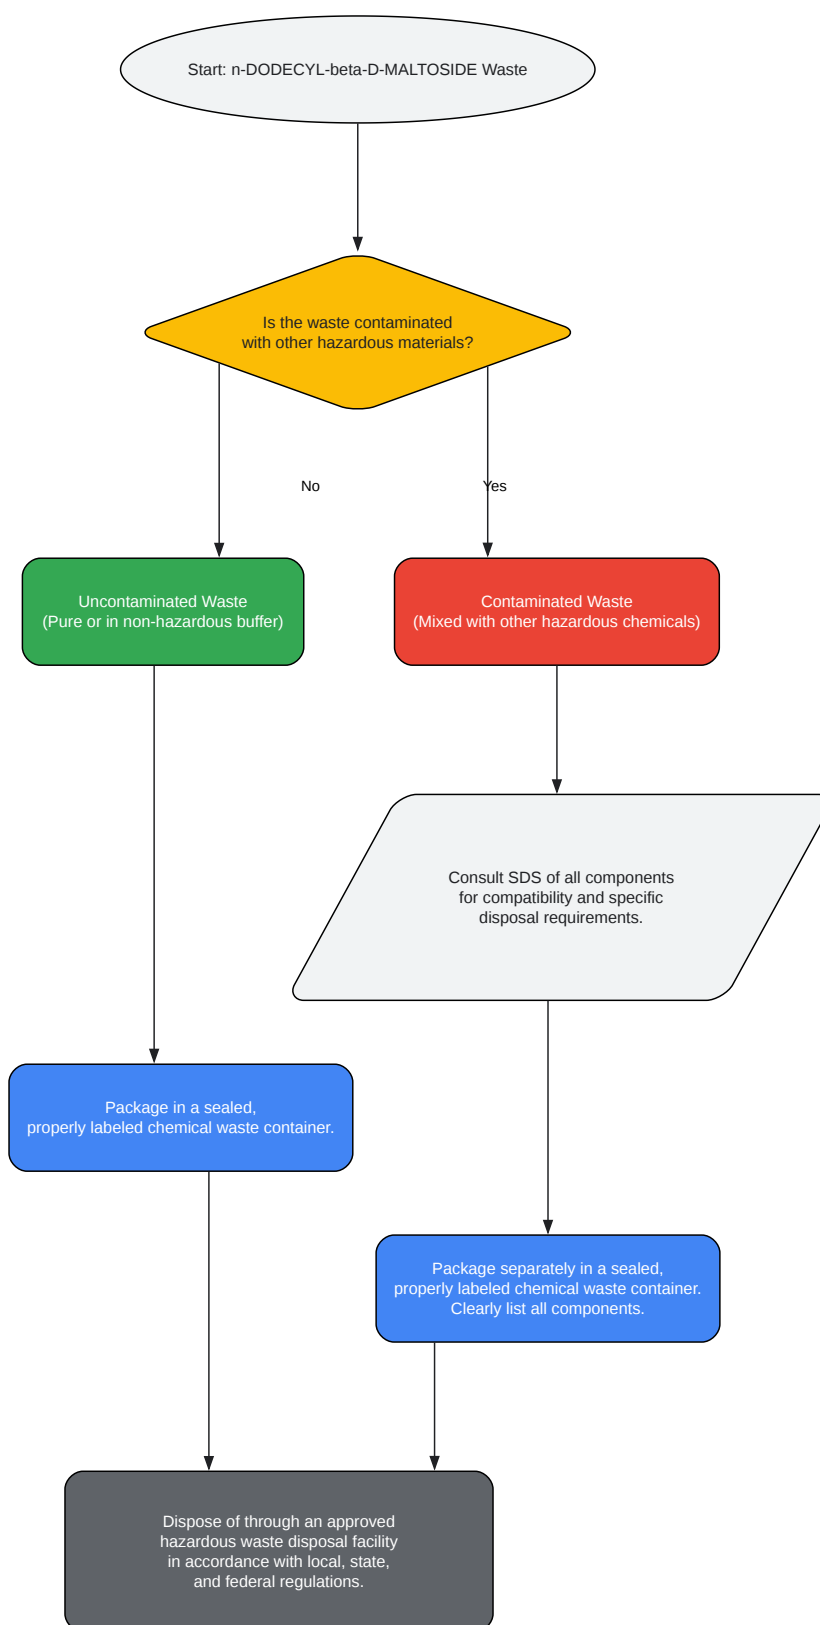 Start: n-DODECYL-beta-D-MALTOSIDE Waste
Is the waste contaminated
with other hazardous materials?
No
Yes
Uncontaminated Waste
(Pure or in non-hazardous buffer)
Contaminated Waste
(Mixed with other hazardous chemicals)
Consult SDS of all components
for compatibility and specific
disposal requirements.
Package in a sealed,
properly labeled chemical waste container.
Package separately in a sealed,
properly labeled chemical waste container.
Clearly list all components.
Dispose of through an approved
hazardous waste disposal facility
in accordance with local, state,
and federal regulations.